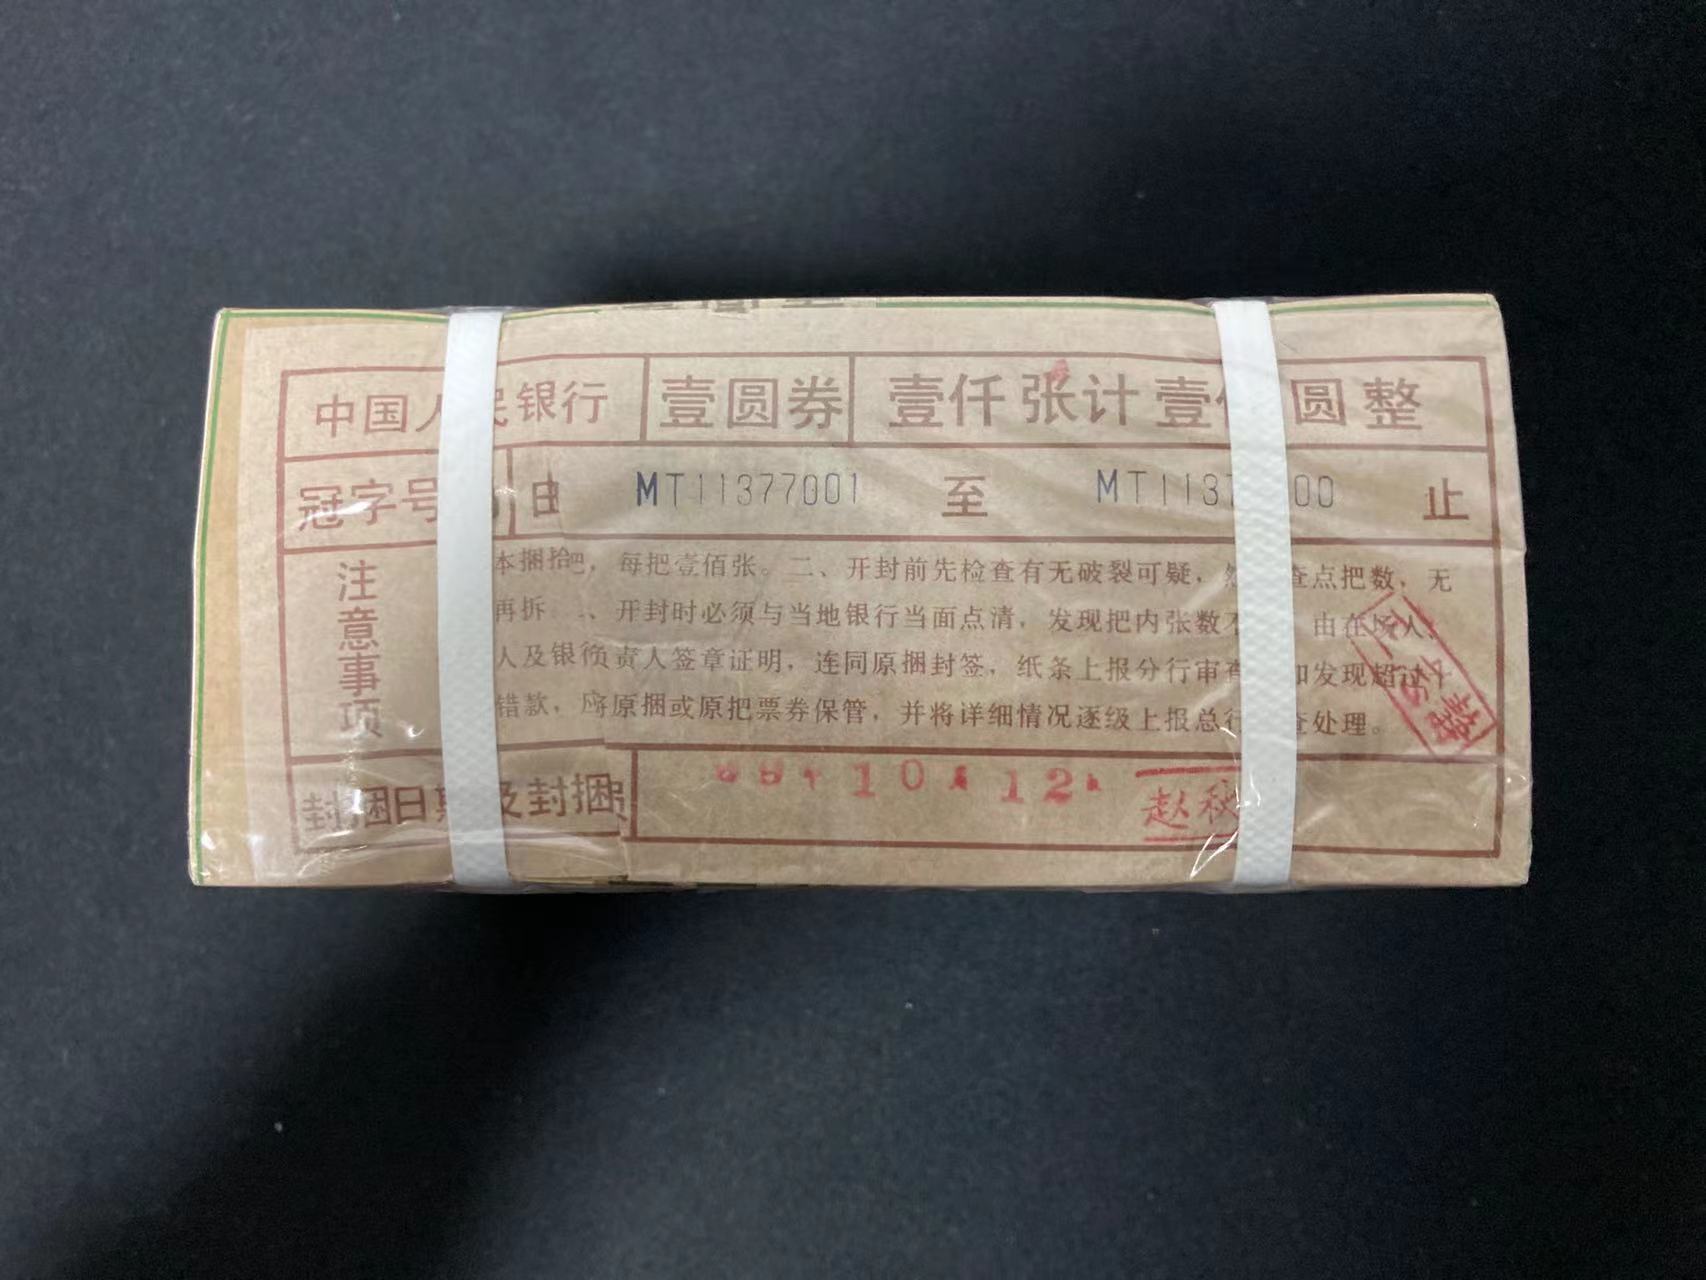 中国人民银行 壹圆券 壹仟张计壹仟圆整
冠字号 由 MT11377001 至 MT113 00 止
注意事项
本捆拾把，每把壹佰张。二、开封前先检查有无破裂可疑， 查点把数，无
再拆 、开封时必须与当地银行当面点清，发现把内张数不 由在场人，
人及银行负责人签章证明，连同原捆封签，纸条上报分行审查 如发现超过
错款，应将原捆或原把票券保管，并将详细情况逐级上报总行 查处理。
封捆日期及封捆员 10 12 赵秋